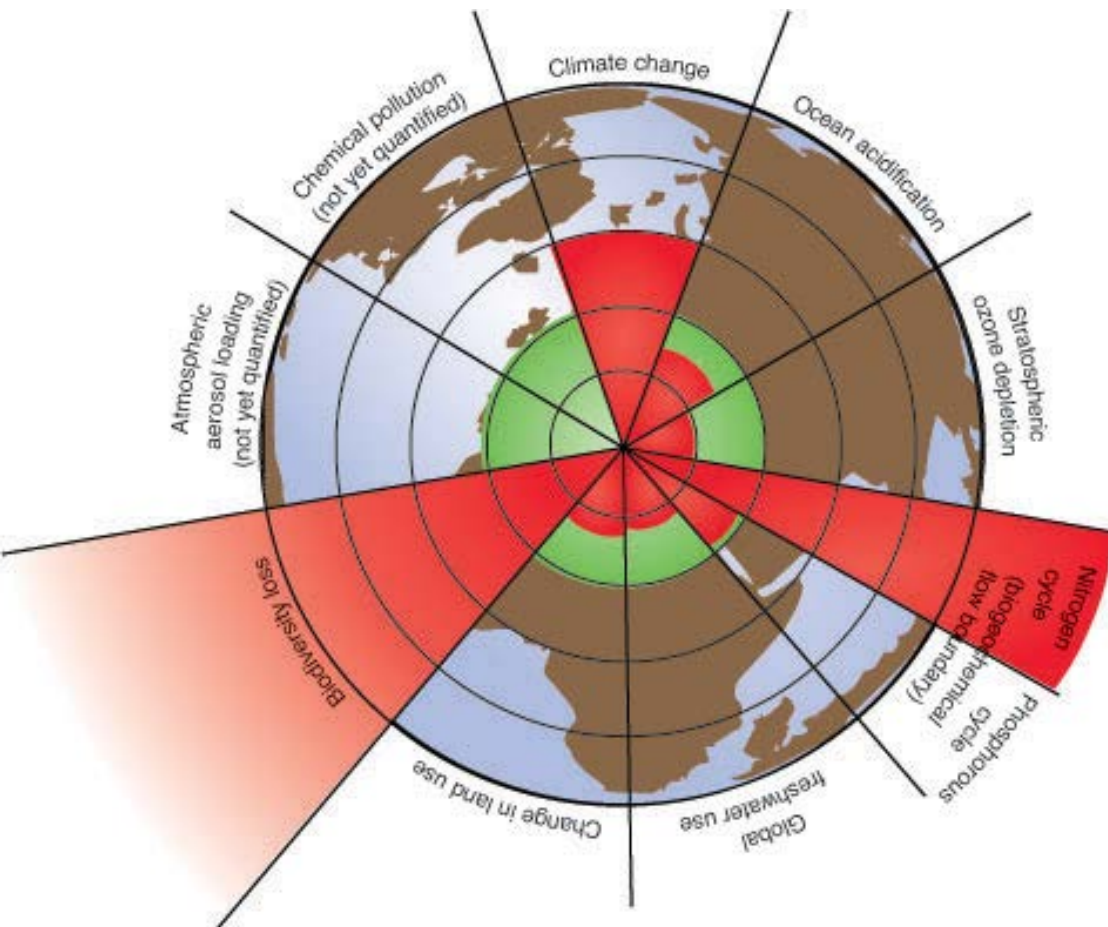 Climate change
Ocean acidification
Stratospheric
ozone depletion
Nitrogen
cycle
(biogeochemical
flow boundary)
Phosphorous
cycle
Global
freshwater use
Change in land use
Biodiversity loss
Atmospheric
aerosol loading
(not yet quantified)
Chemical pollution
(not yet quantified)